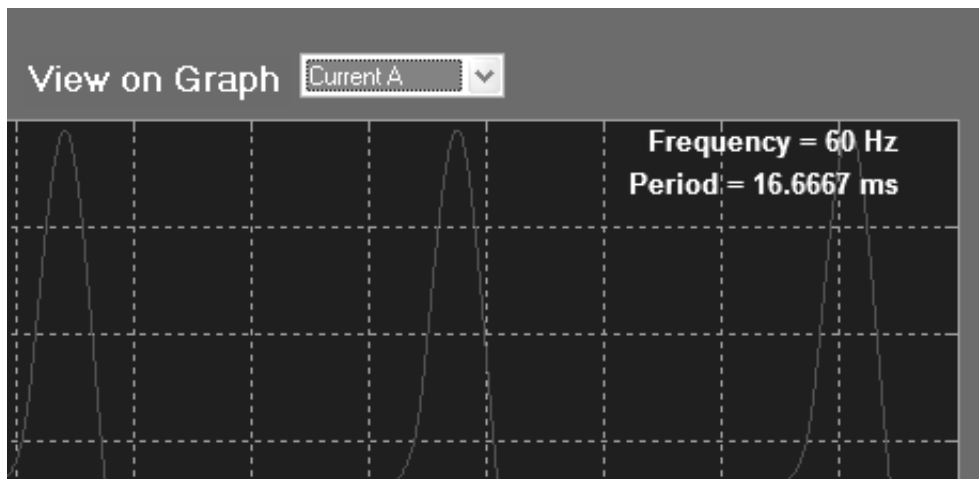 View on Graph
Current A
Frequency = 60 Hz
Period = 16.6667 ms